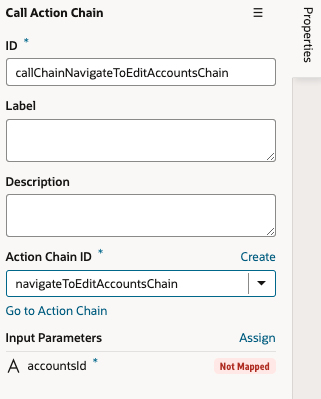 Call Action Chain
Properties
ID *
callChainNavigateToEditAccountsChain
Label
Description
Action Chain ID * Create
navigateToEditAccountsChain
Go to Action Chain
Input Parameters Assign
A accountsId * Not Mapped